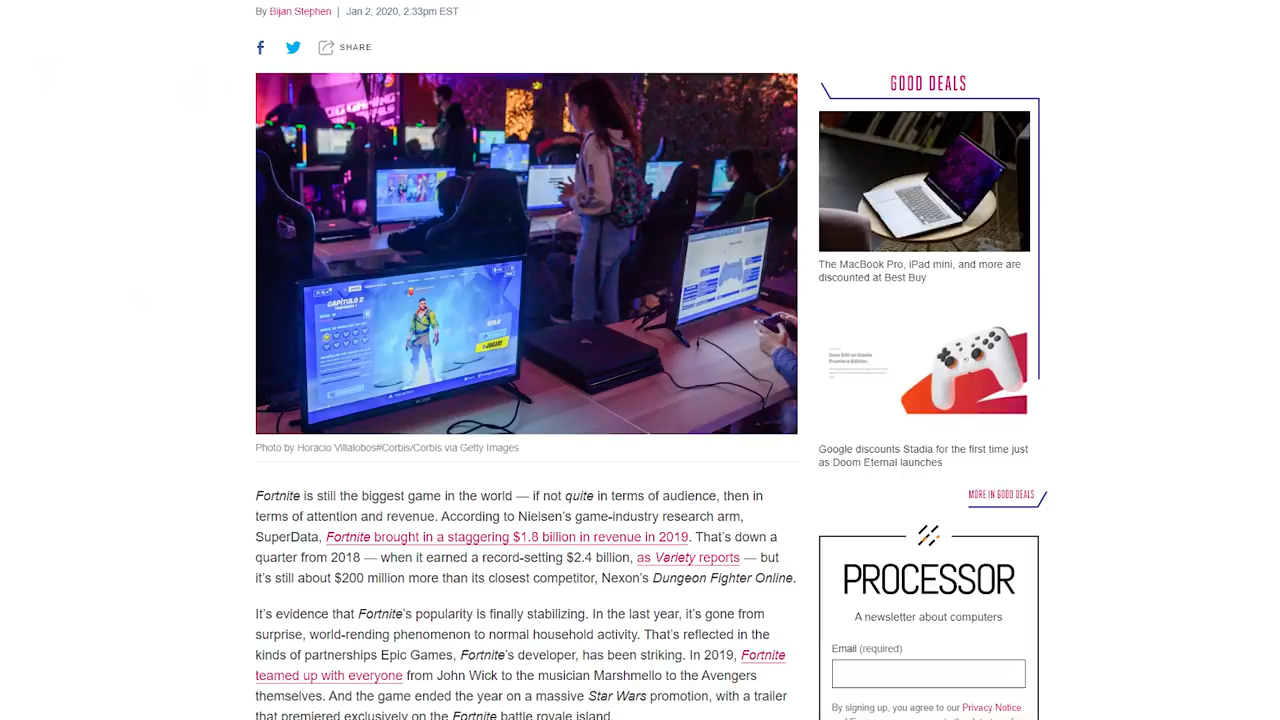 By Bijan Stephen | Jan 2, 2020, 2:33pm EST
SHARE
GOOD DEALS
CAPÍTULO 2
SOLO
¡JUGAR!
The MacBook Pro, iPad mini, and more are
discounted at Best Buy
Save $30 on Stadia
Premiere Edition.
Google discounts Stadia for the first time just
as Doom Eternal launches
MORE IN GOOD DEALS
Photo by Horacio Villalobos#Corbis/Corbis via Getty Images
Fortnite is still the biggest game in the world — if not quite in terms of audience, then in
terms of attention and revenue. According to Nielsen’s game-industry research arm,
SuperData, Fortnite brought in a staggering $1.8 billion in revenue in 2019. That’s down a
quarter from 2018 — when it earned a record-setting $2.4 billion, as Variety reports — but
it’s still about $200 million more than its closest competitor, Nexon’s Dungeon Fighter Online.
It’s evidence that Fortnite’s popularity is finally stabilizing. In the last year, it’s gone from
surprise, world-rending phenomenon to normal household activity. That’s reflected in the
kinds of partnerships Epic Games, Fortnite’s developer, has been striking. In 2019, Fortnite
teamed up with everyone from John Wick to the musician Marshmello to the Avengers
themselves. And the game ended the year on a massive Star Wars promotion, with a trailer
that premiered exclusively on the Fortnite battle royale island.
PROCESSOR
A newsletter about computers
Email (required)
By signing up, you agree to our Privacy Notice